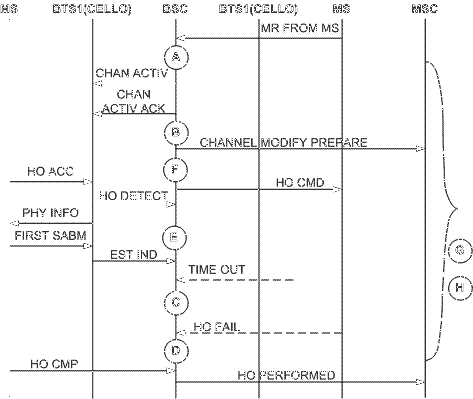 MS BTS1(CELLO) BSC BTS1(CELLO) MS MSC
MR FROM MS
A
CHAN ACTIV
CHAN
ACTIV ACK
B
CHANNEL MODIFY PREPARE
F
HO ACC
HO CMD
HO DETECT
PHY INFO
FIRST SABM
E
EST IND
G
TIME OUT
H
C
HO FAIL
D
HO CMP
HO PERFORMED